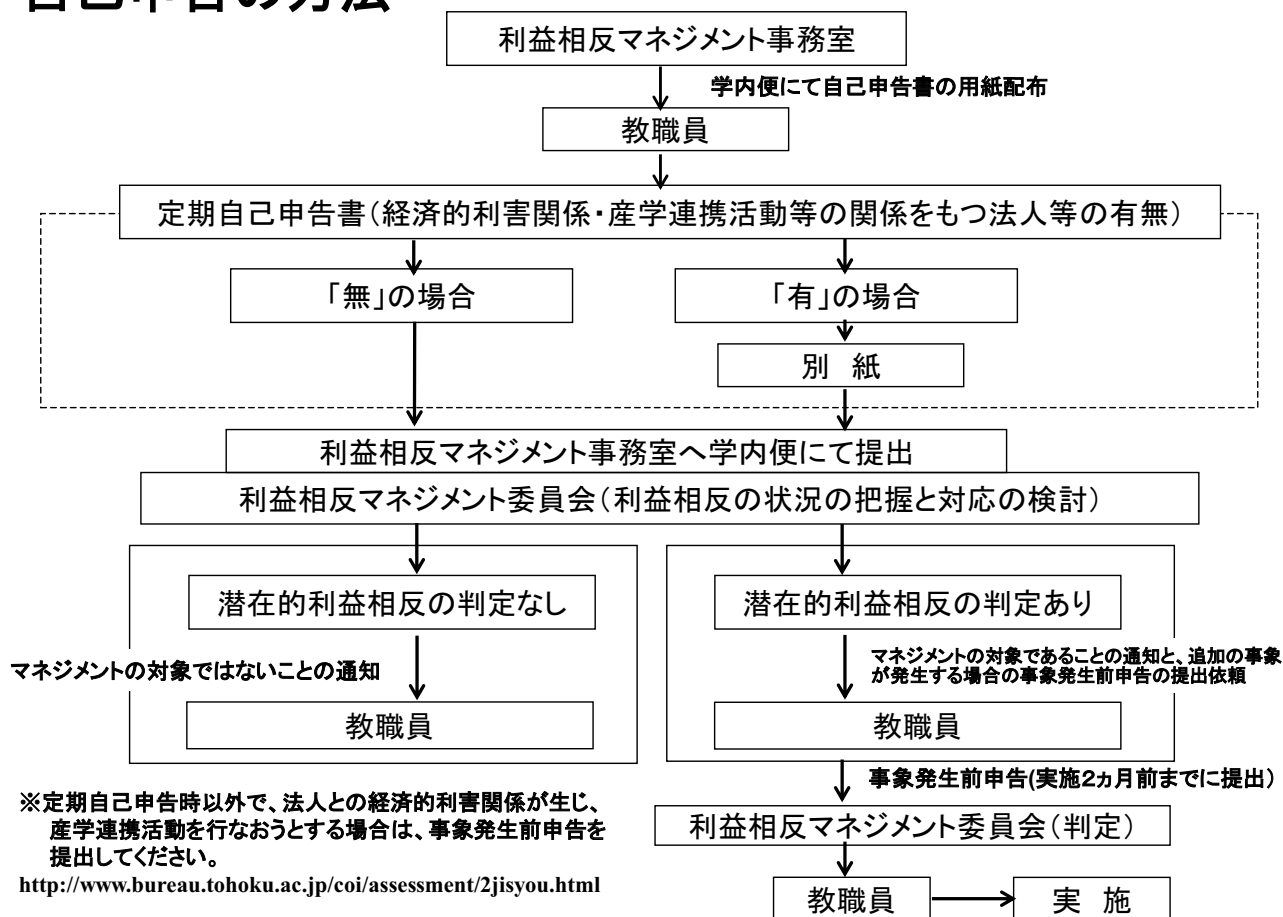 自己申告の方法
利益相反マネジメント事務室
学内便にて自己申告書の用紙配布
教職員
定期自己申告書(経済的利害関係・産学連携活動等の関係をもつ法人等の有無)
「無」の場合
「有」の場合
別　紙
利益相反マネジメント事務室へ学内便にて提出
利益相反マネジメント委員会(利益相反の状況の把握と対応の検討)
潜在的利益相反の判定なし
潜在的利益相反の判定あり
マネジメントの対象ではないことの通知
マネジメントの対象であることの通知と、追加の事象
が発生する場合の事象発生前申告の提出依頼
教職員
教職員
事象発生前申告(実施2ヵ月前までに提出)
※定期自己申告時以外で、法人との経済的利害関係が生じ、
産学連携活動を行なおうとする場合は、事象発生前申告を
提出してください。
http://www.bureau.tohoku.ac.jp/coi/assessment/2jisyou.html
利益相反マネジメント委員会(判定)
教職員
実　施